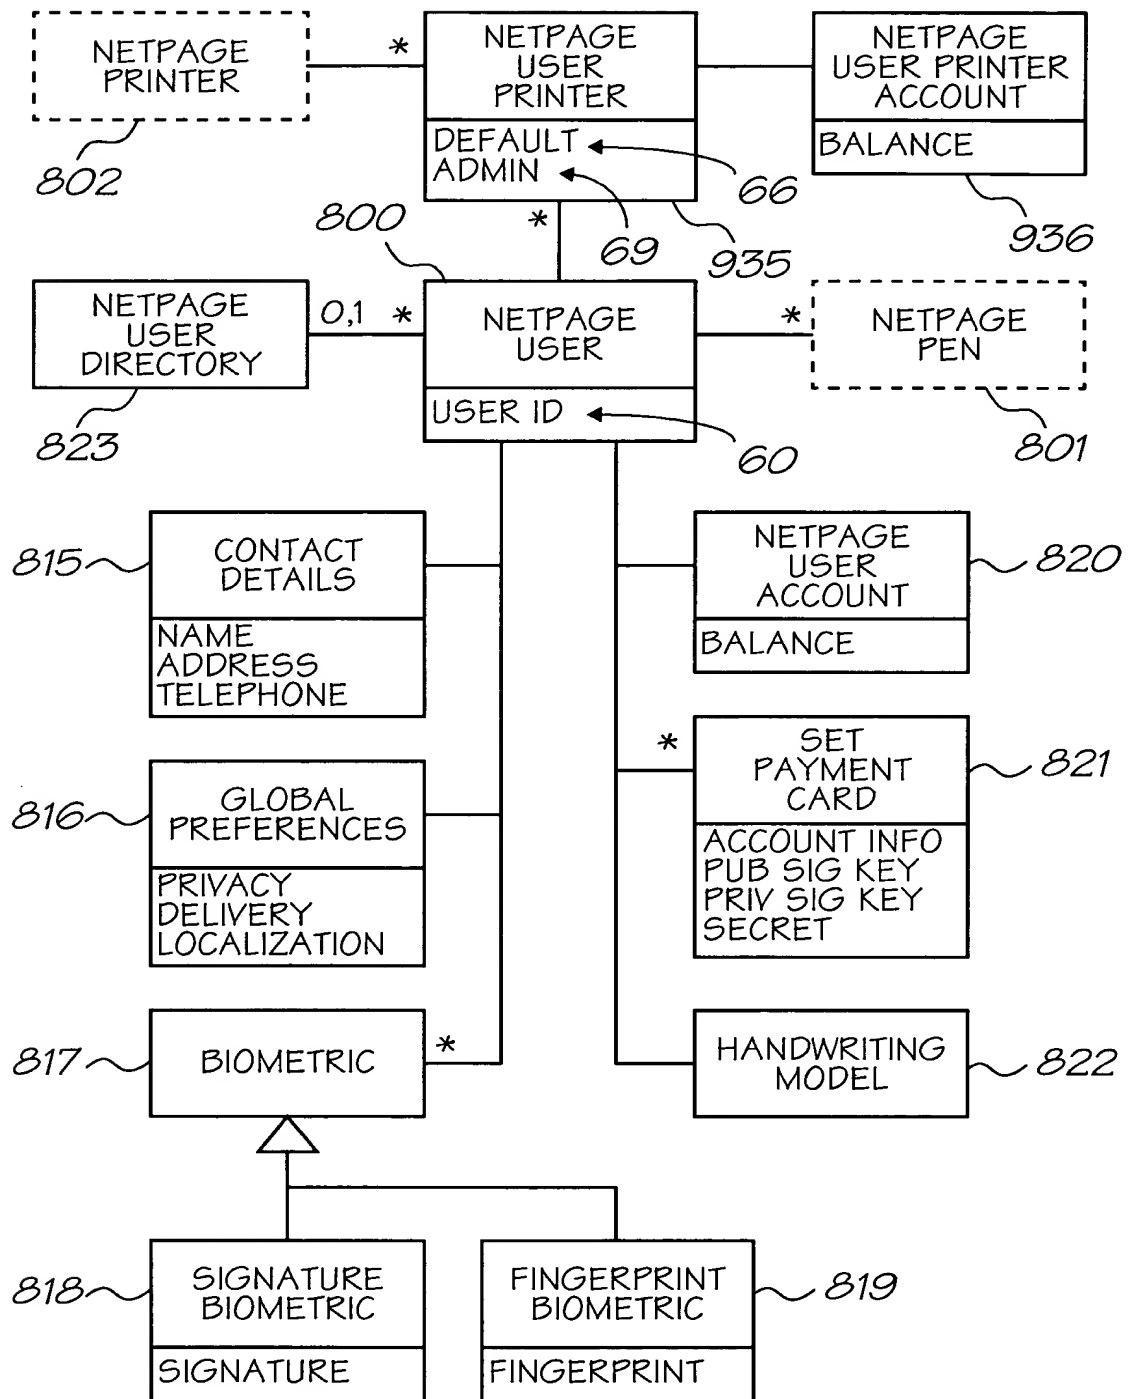 NETPAGE
PRINTER
802
*
NETPAGE
USER
PRINTER
DEFAULT
ADMIN
66
69
935
NETPAGE
USER PRINTER
ACCOUNT
BALANCE
936
*
800
NETPAGE
USER
DIRECTORY
823
0,1 *
NETPAGE
USER
USER ID
60
*
NETPAGE
PEN
801
815
CONTACT
DETAILS
NAME
ADDRESS
TELEPHONE
NETPAGE
USER
ACCOUNT
BALANCE
820
816
GLOBAL
PREFERENCES
PRIVACY
DELIVERY
LOCALIZATION
*
SET
PAYMENT
CARD
ACCOUNT INFO
PUB SIG KEY
PRIV SIG KEY
SECRET
821
817
BIOMETRIC
*
HANDWRITING
MODEL
822
818
SIGNATURE
BIOMETRIC
SIGNATURE
FINGERPRINT
BIOMETRIC
FINGERPRINT
819